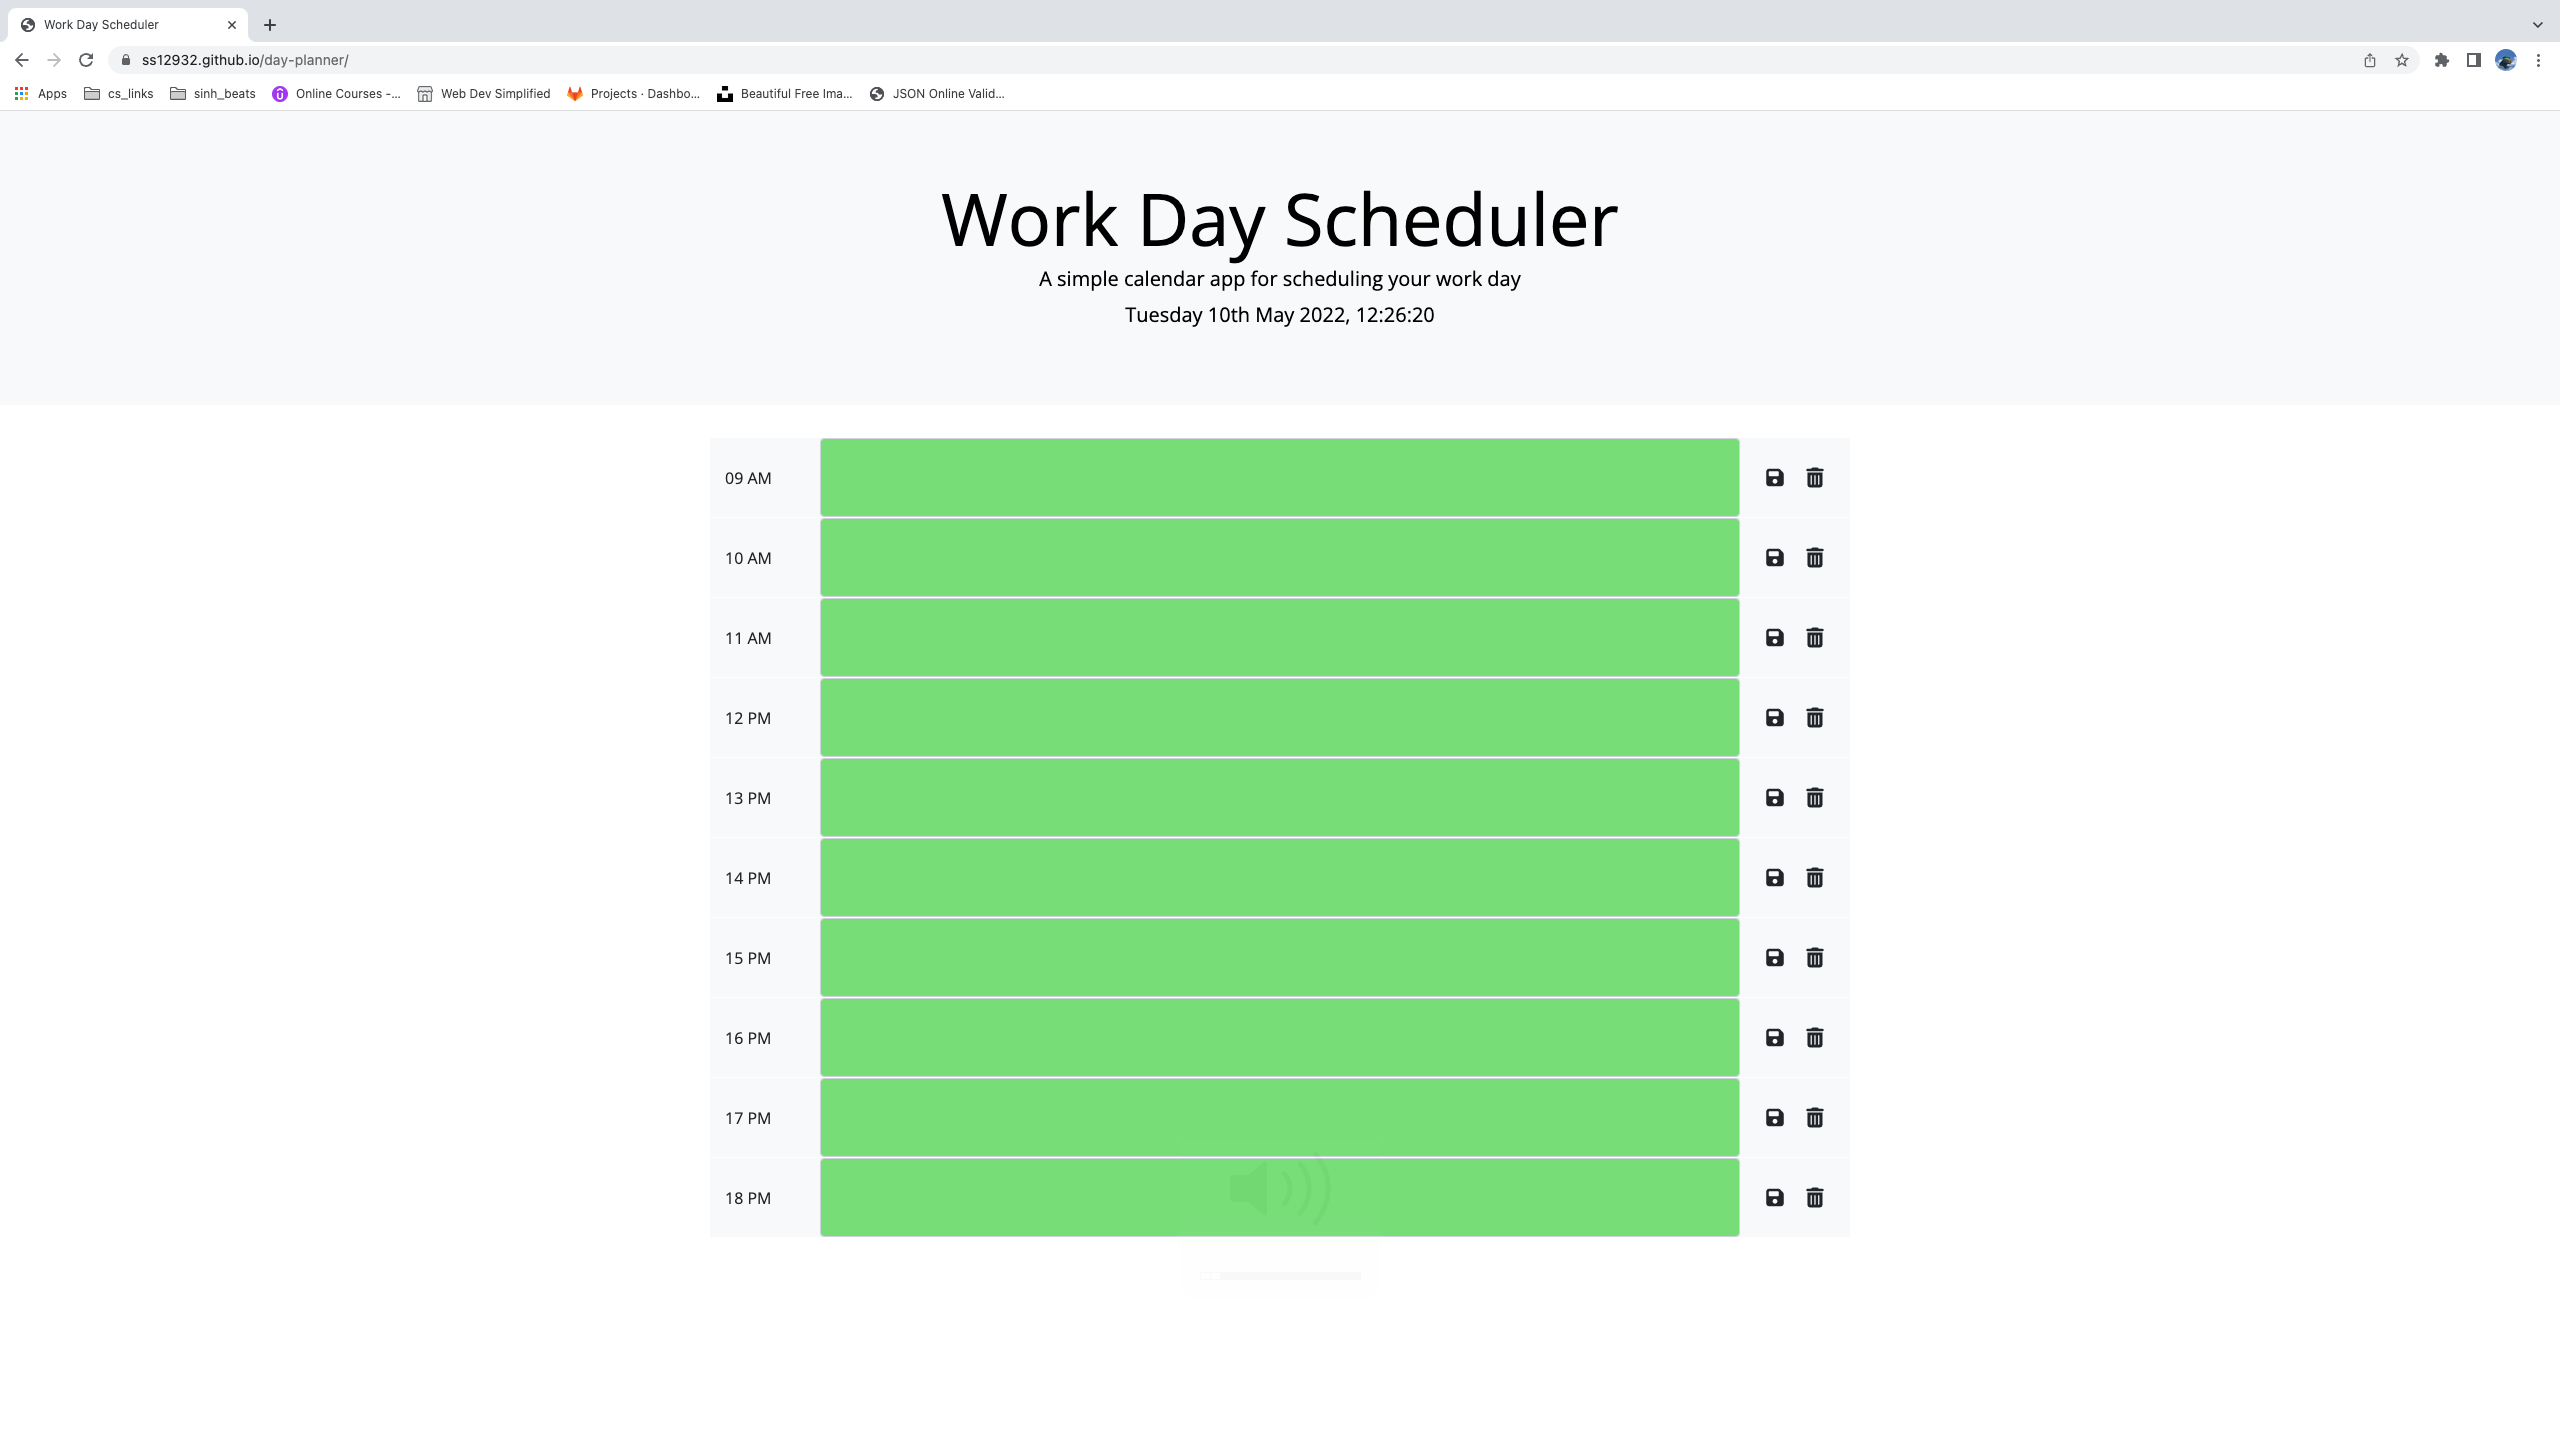 Work Day Scheduler
ss12932.github.io/day-planner/
Apps cs_links sinh_beats Online Courses -... Web Dev Simplified Projects · Dashbo... Beautiful Free Ima... JSON Online Valid...
Work Day Scheduler
A simple calendar app for scheduling your work day
Tuesday 10th May 2022, 12:26:20
09 AM
10 AM
11 AM
12 PM
13 PM
14 PM
15 PM
16 PM
17 PM
18 PM